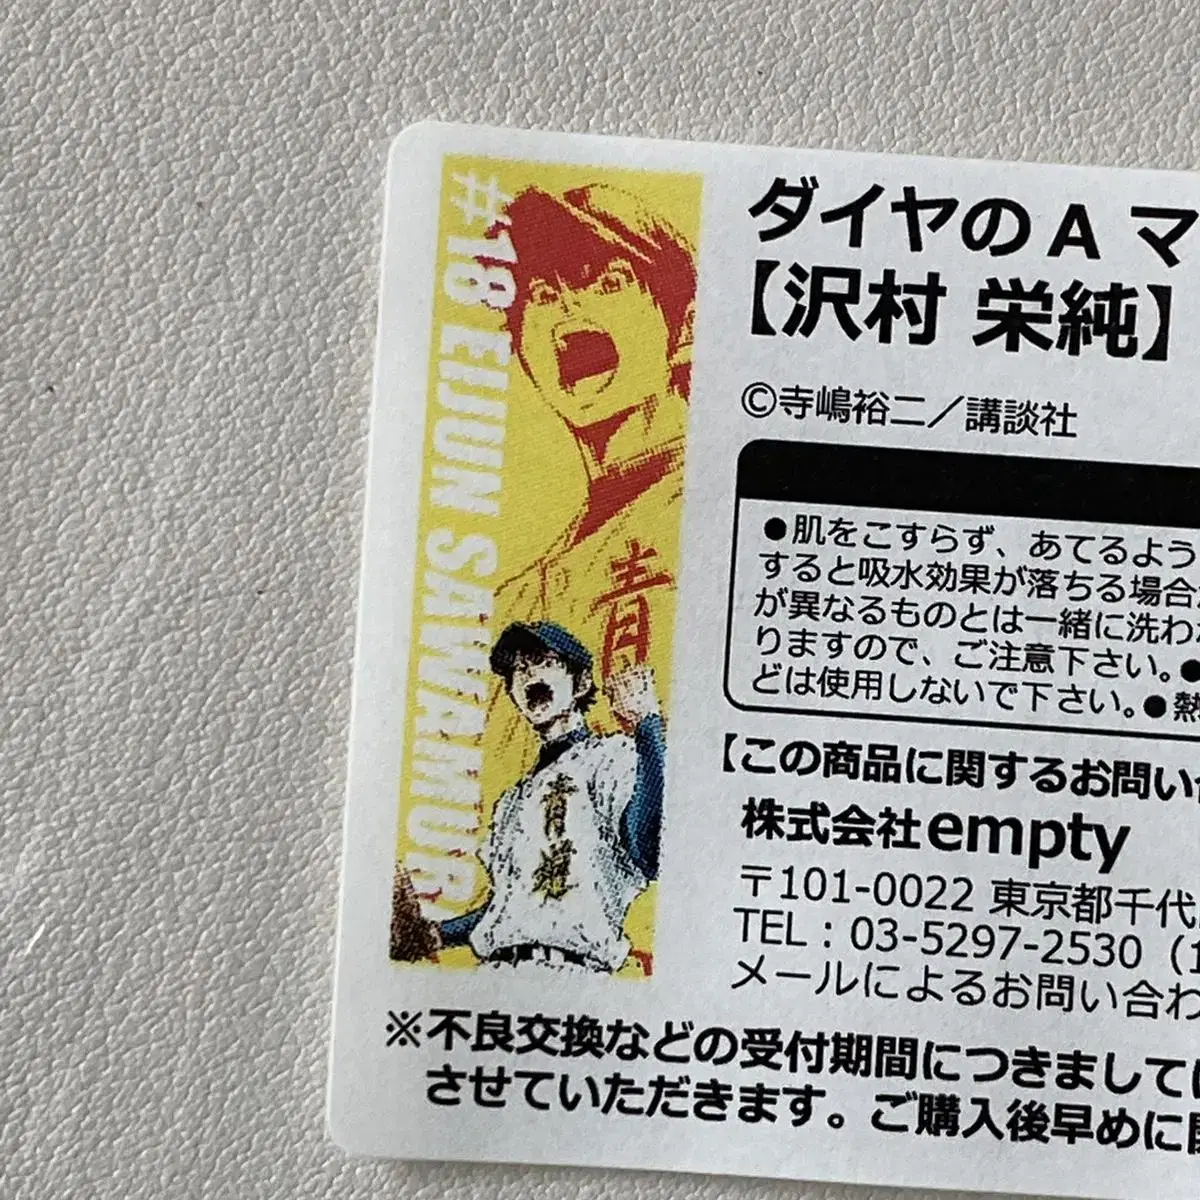 #18 EIJUN SAWAMUR
青
青道
ダイヤのA マ
【沢村 栄純】
©寺嶋裕二／講談社
●肌をこすらず、あてるよう
すると吸水効果が落ちる場合
が異なるものとは一緒に洗わ
りますので、ご注意下さい。●
どは使用しないで下さい。●熱
【この商品に関するお問い
株式会社empty
〒101-0022 東京都千代
TEL：03-5297-2530（1
メールによるお問い合わ
※不良交換などの受付期間につきましては
させていただきます。ご購入後早めに開